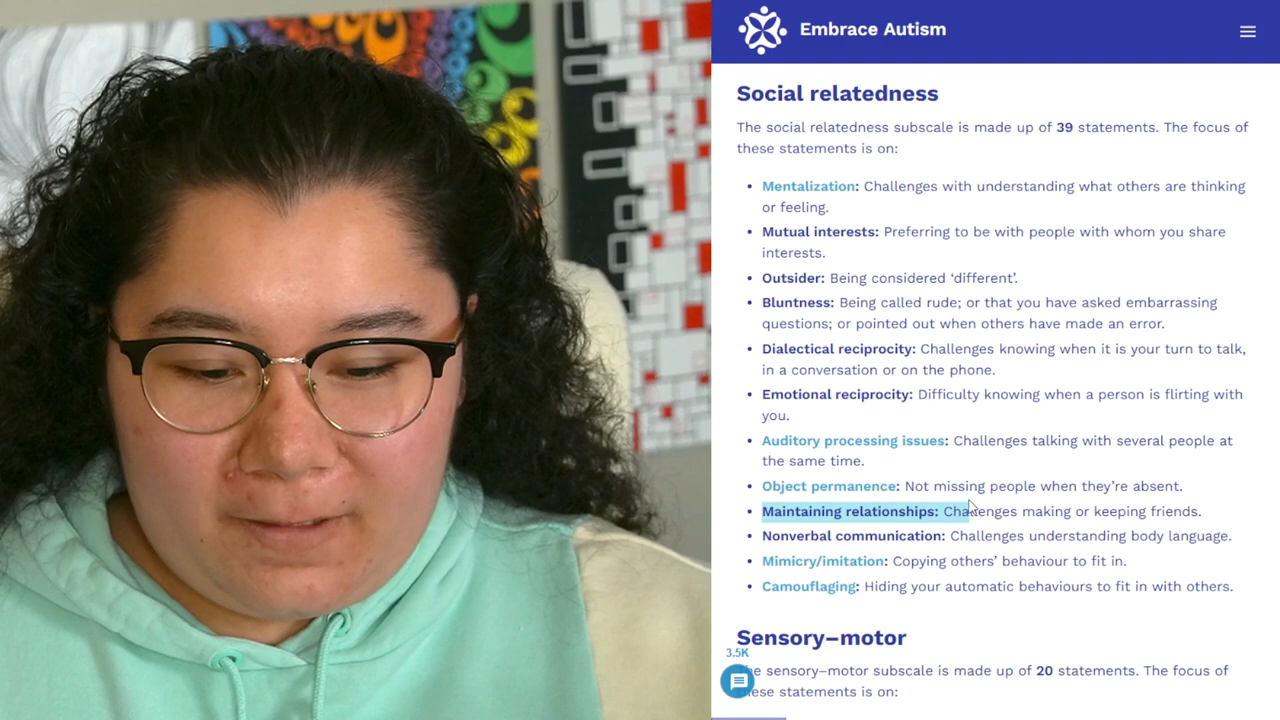 Embrace Autism
Social relatedness
The social relatedness subscale is made up of 39 statements. The focus of
these statements is on:
• Mentalization: Challenges with understanding what others are thinking
or feeling.
• Mutual interests: Preferring to be with people with whom you share
interests.
• Outsider: Being considered ‘different’.
• Bluntness: Being called rude; or that you have asked embarrassing
questions; or pointed out when others have made an error.
• Dialectical reciprocity: Challenges knowing when it is your turn to talk,
in a conversation or on the phone.
• Emotional reciprocity: Difficulty knowing when a person is flirting with
you.
• Auditory processing issues: Challenges talking with several people at
the same time.
• Object permanence: Not missing people when they’re absent.
• Maintaining relationships: Challenges making or keeping friends.
• Nonverbal communication: Challenges understanding body language.
• Mimicry/imitation: Copying others’ behaviour to fit in.
• Camouflaging: Hiding your automatic behaviours to fit in with others.
Sensory–motor
3.5K
The sensory–motor subscale is made up of 20 statements. The focus of
these statements is on: